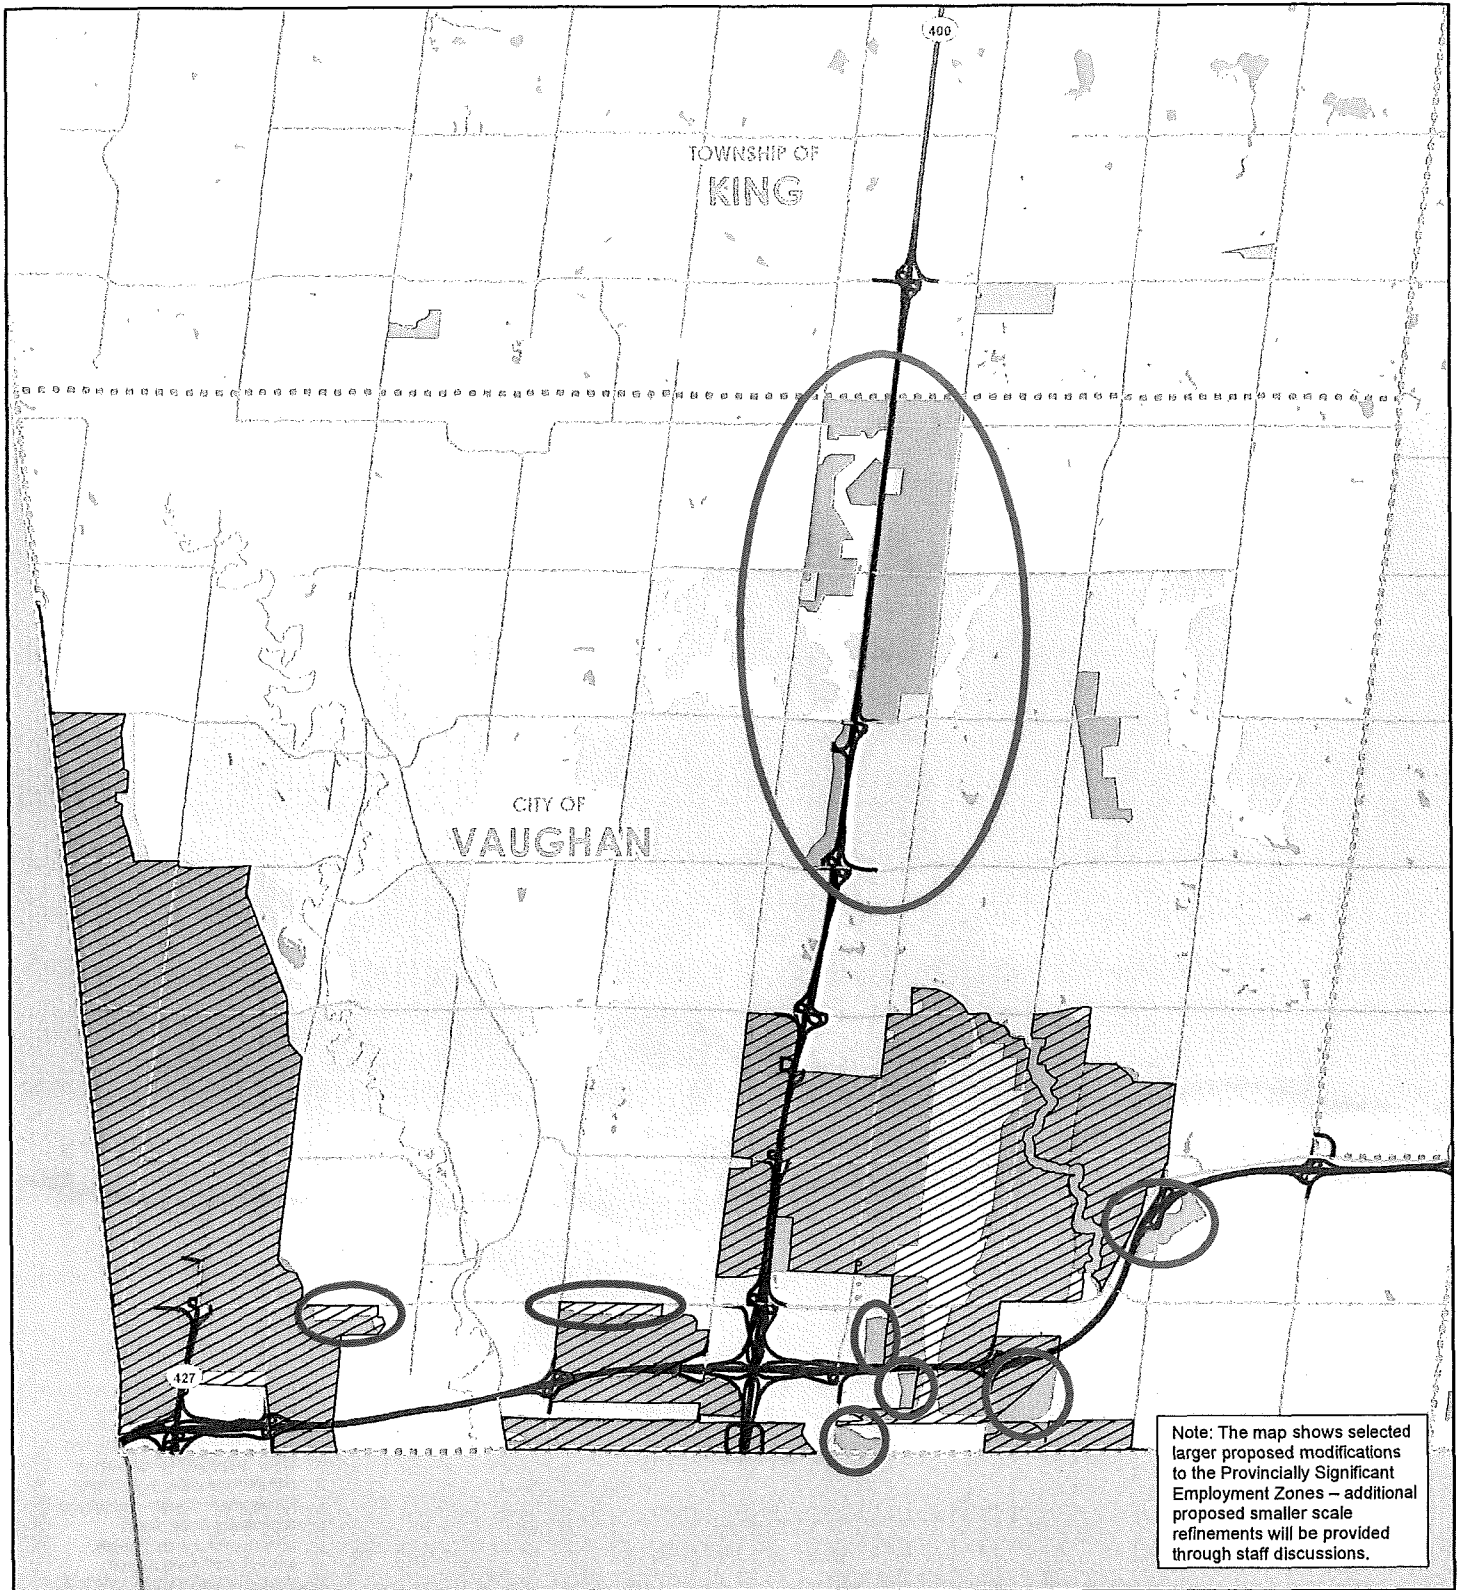 400
TOWNSHIP OF
KING
CITY OF
VAUGHAN
427
Note: The map shows selected
larger proposed modifications
to the Provincially Significant
Employment Zones – additional
proposed smaller scale
refinements will be provided
through staff discussions.